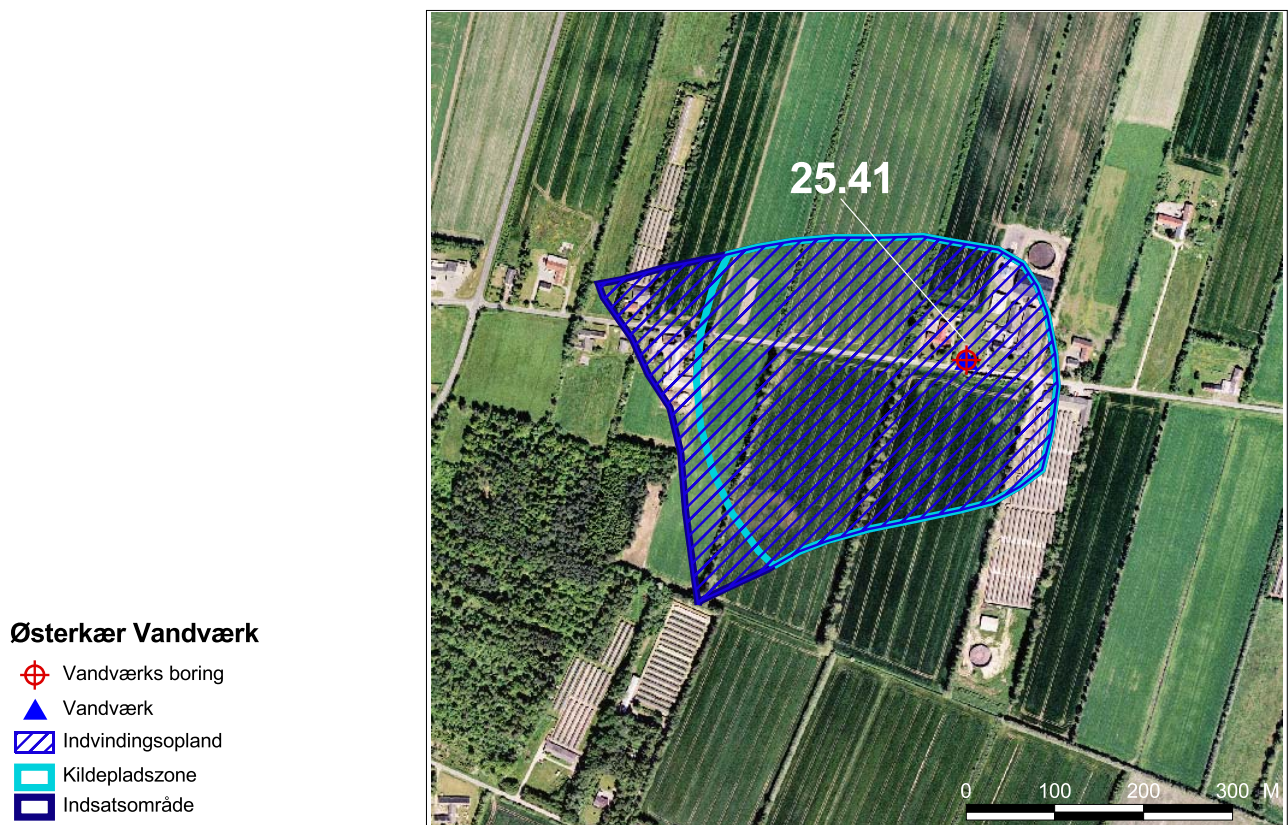 25.41
Østerkær Vandværk
Vandværks boring
Vandværk
Indvindingsopland
Kildepladszone
Indsatsområde
0 100 200 300 M